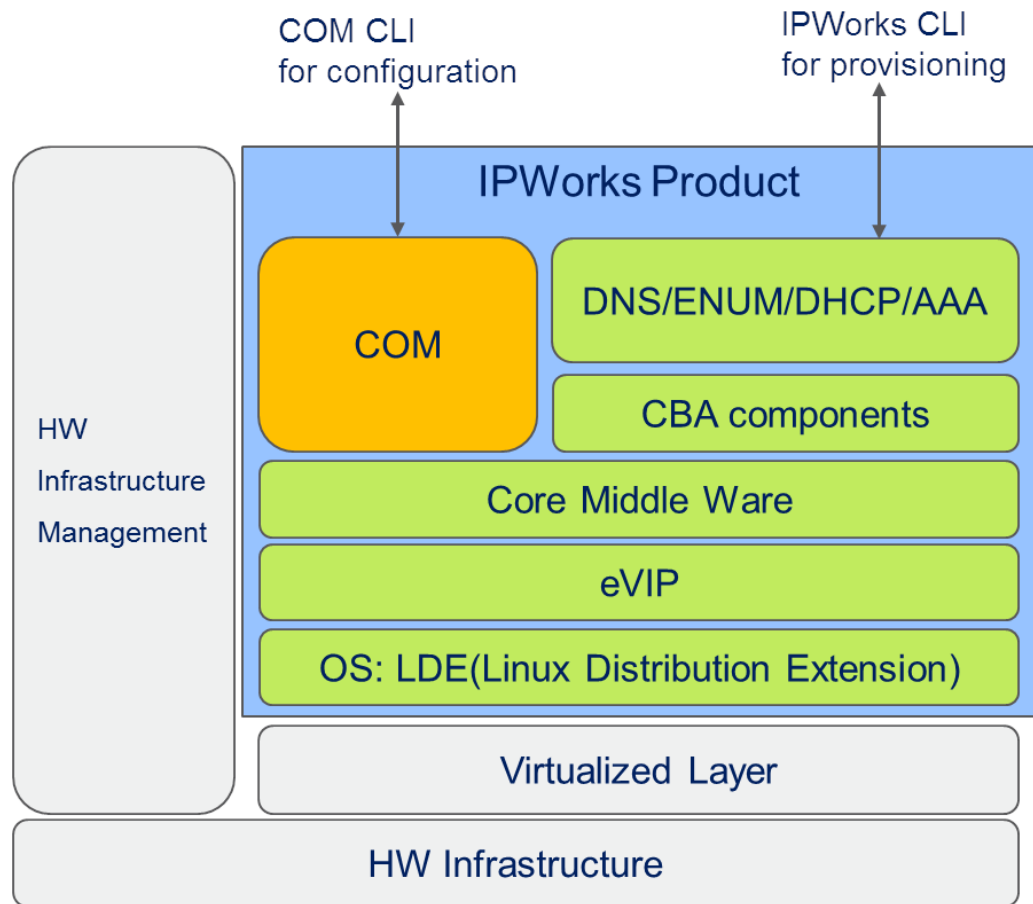 COM CLI
for configuration
IPWorks CLI
for provisioning
IPWorks Product
COM
DNS/ENUM/DHCP/AAA
CBA components
HW
Infrastructure
Management
Core Middle Ware
eVIP
OS: LDE(Linux Distribution Extension)
Virtualized Layer
HW Infrastructure